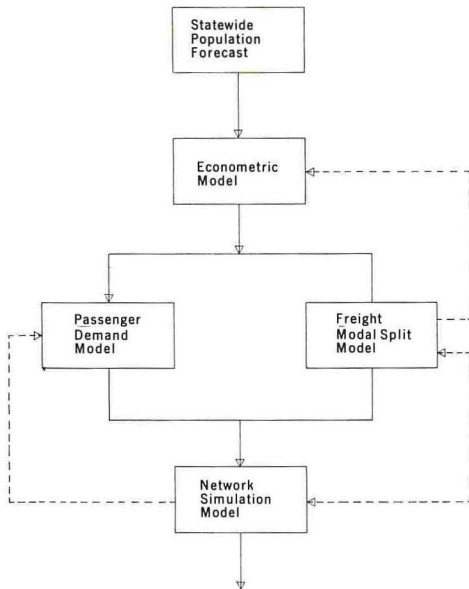 Statewide
Population
Forecast
Econometric
Model
Passenger
Demand
Model
Freight
Modal Split
Model
Network
Simulation
Model